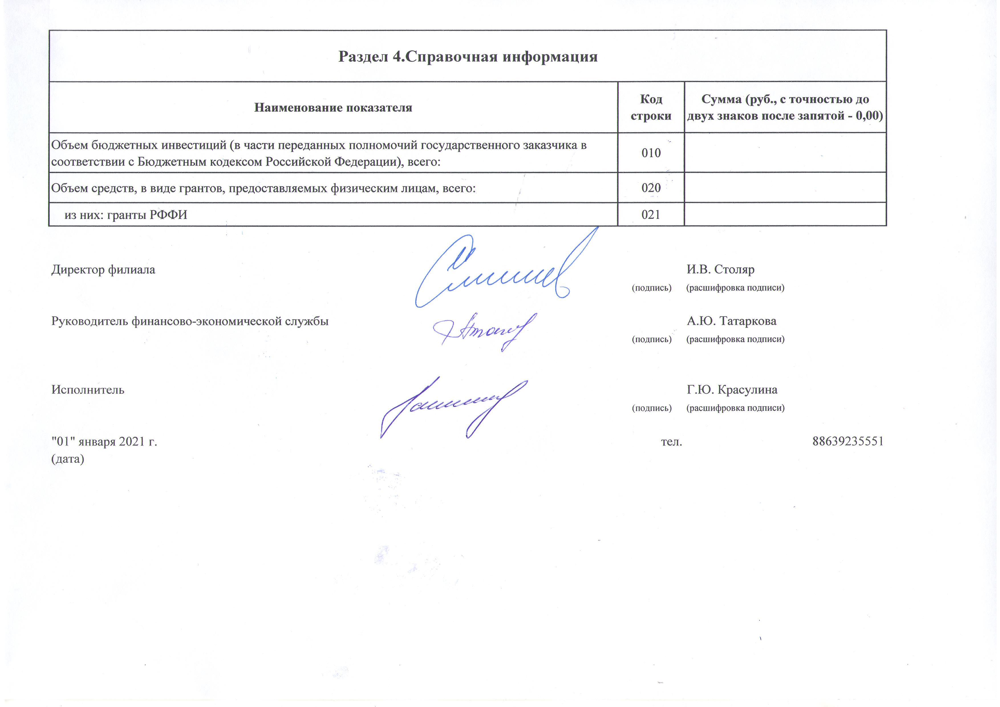 Раздел 4.Справочная информация
Наименование показателя
Код
строки
Сумма (руб., с точностью до
двух знаков после запятой - 0,00)
Объем бюджетных инвестиций (в части переданных полномочий государственного заказчика в
соответствии с Бюджетным кодексом Российской Федерации), всего:
010
Объем средств, в виде грантов, предоставляемых физическим лицам, всего:
020
из них: гранты РФФИ
021
Директор филиала
И.В. Столяр
(подпись) (расшифровка подписи)
Руководитель финансово-экономической службы
А.Ю. Татаркова
(подпись) (расшифровка подписи)
Исполнитель
Г.Ю. Красулина
(подпись) (расшифровка подписи)
"01" января 2021 г.
тел. 88639235551
(дата)